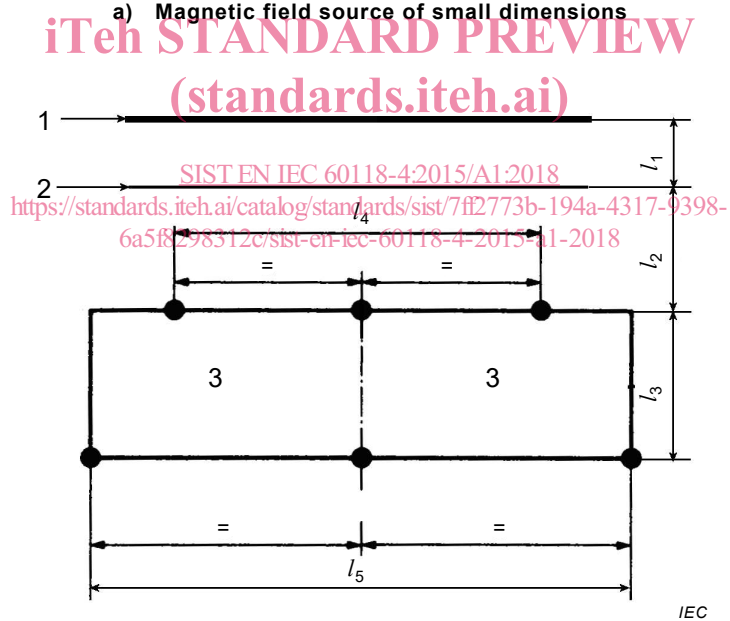 a) Magnetic field source of small dimensions
iTeh STANDARD PREVIEW
(standards.iteh.ai)
1
l1
SIST EN IEC 60118-4:2015/A1:2018
2
https://standards.iteh.ai/catalog/standards/sist/7ff2773b-194a-4317-9398-
l4
6a5f8298312c/sist-en-iec-60118-4-2015-a1-2018
l2
= =
3 3
l3
= =
l5
IEC